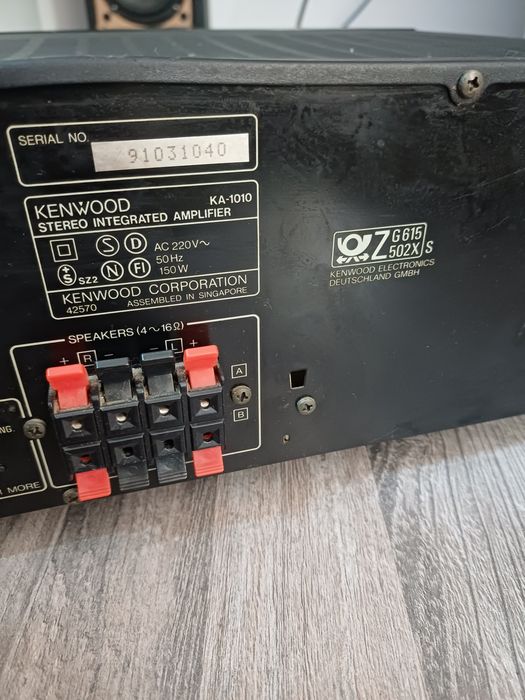 SERIAL NO.
91031040
KENWOOD KA-1010
STEREO INTEGRATED AMPLIFIER
S D AC 220V~
50Hz
S SZ2 N FI 150W
KENWOOD CORPORATION
42570 ASSEMBLED IN SINGAPORE
Z G615 502X S
KENWOOD ELECTRONICS
DEUTSCHLAND GMBH
SPEAKERS (4~16Ω)
+ R − − L +
A
B
NG.
MORE